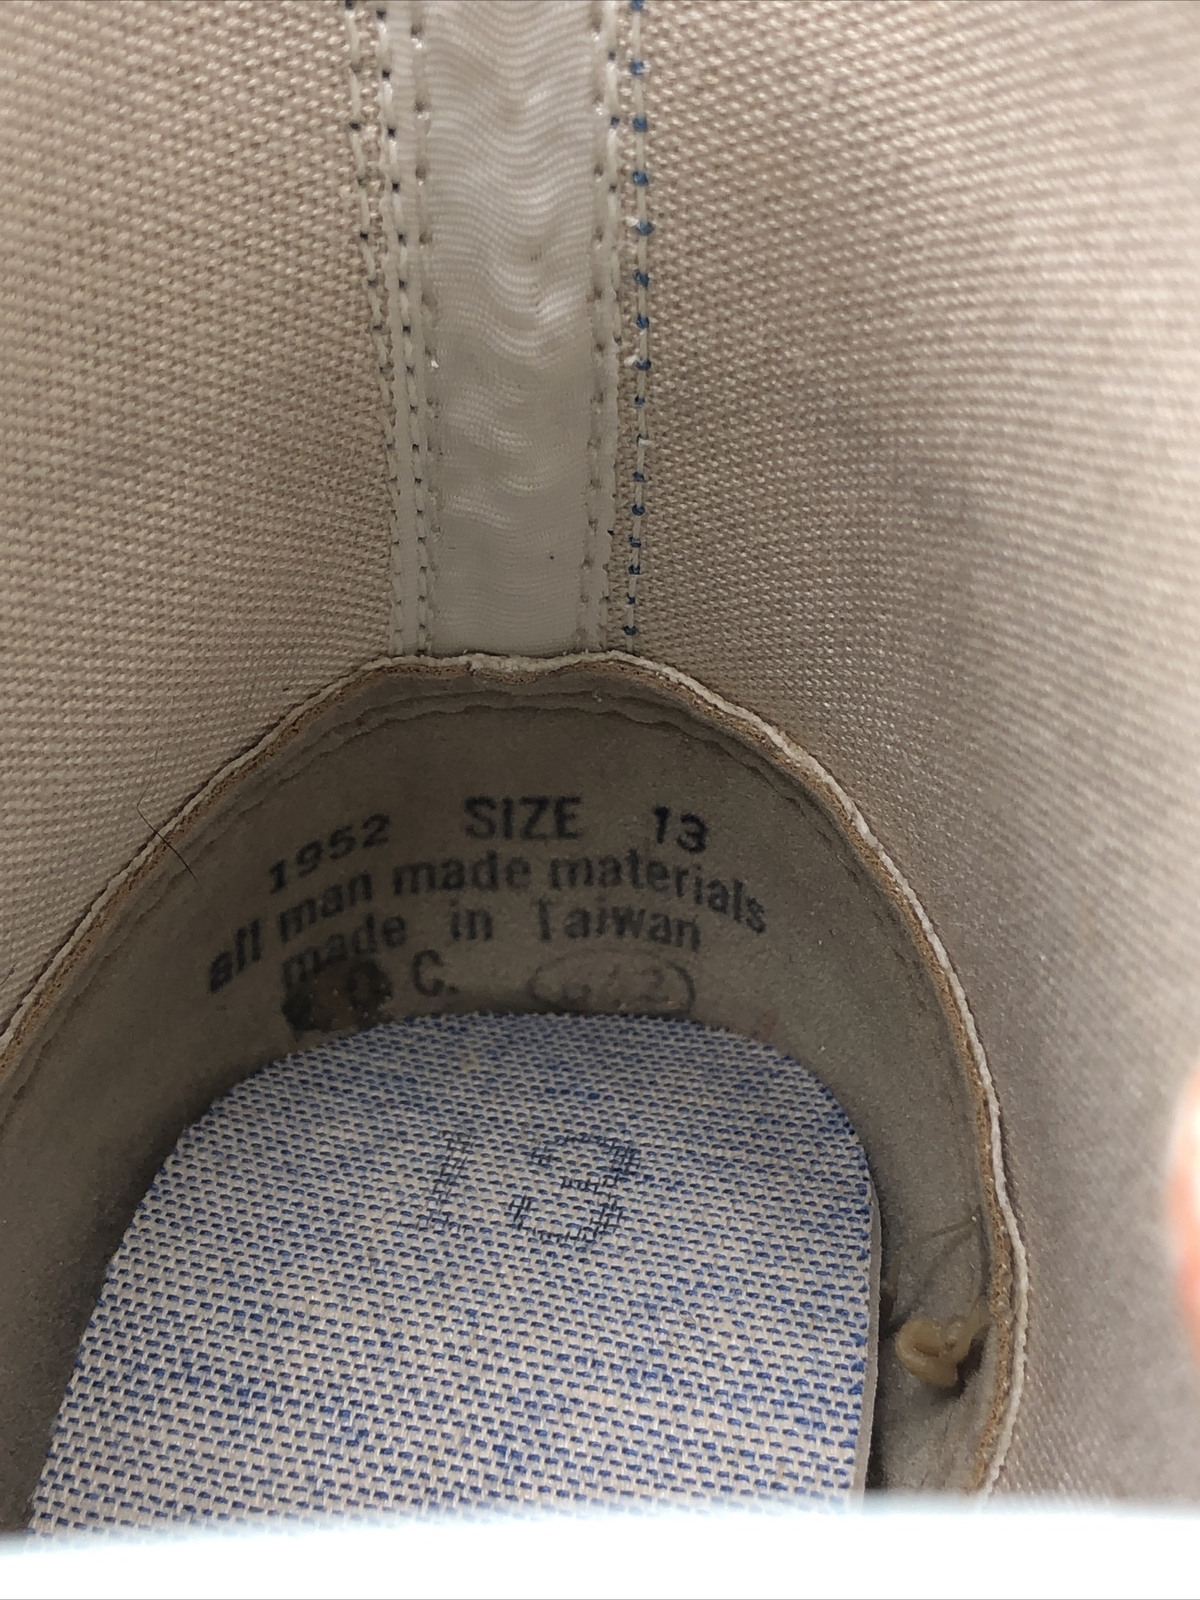 1952 SIZE 13
all man made materials
made in Taiwan
C.
13